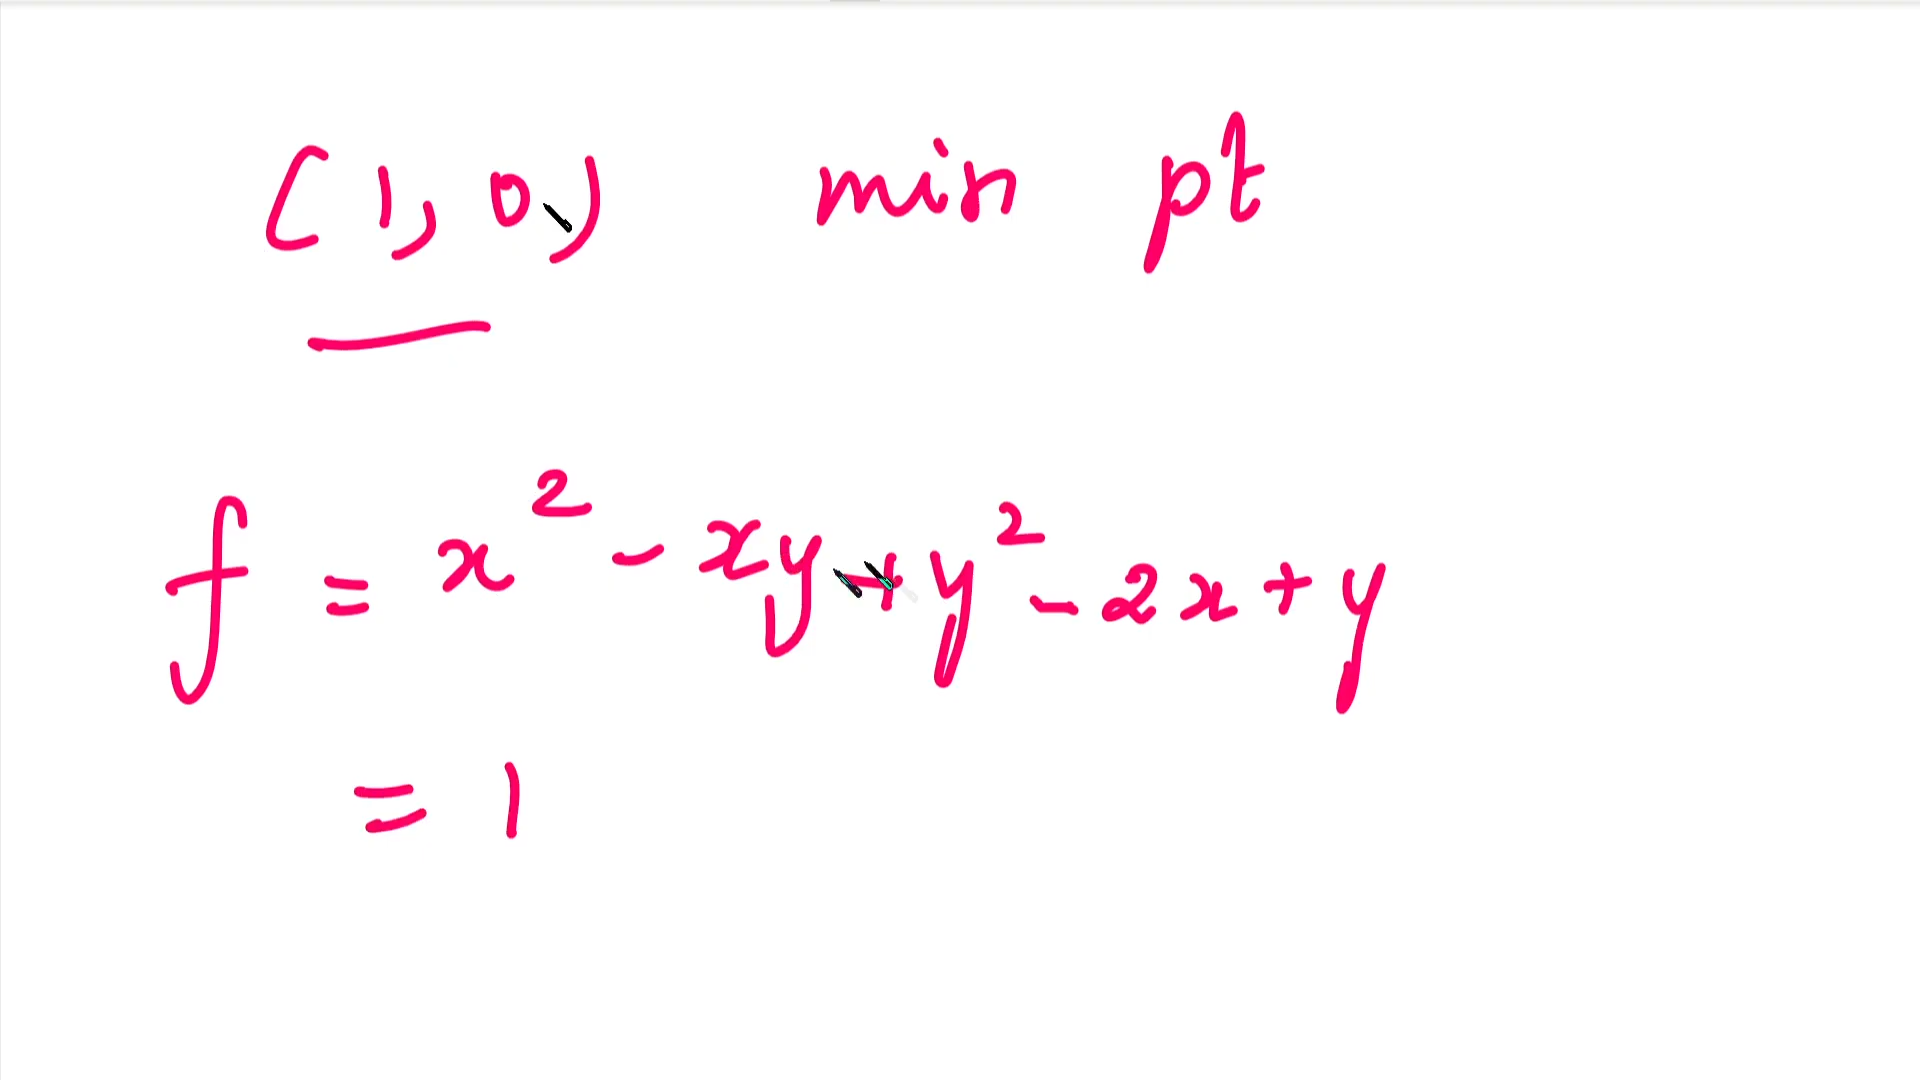 (1, 0) min pt
f = x² - xy + y² - 2x + y
= 1